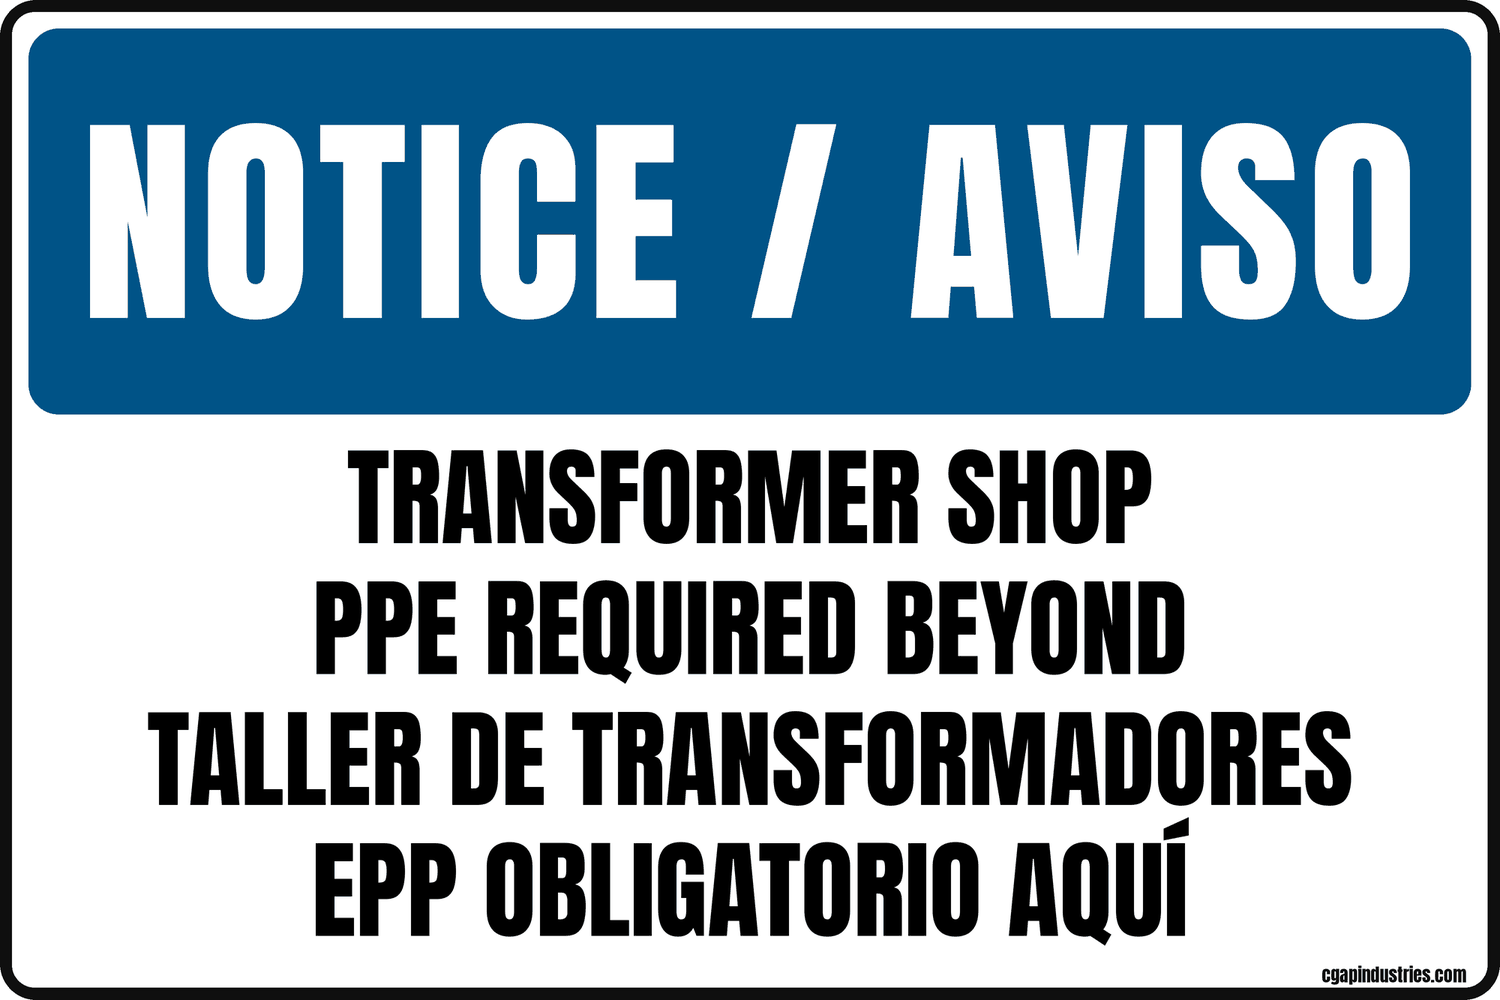 NOTICE / AVISO
TRANSFORMER SHOP
PPE REQUIRED BEYOND
TALLER DE TRANSFORMADORES
EPP OBLIGATORIO AQUÍ
cgapindustries.com